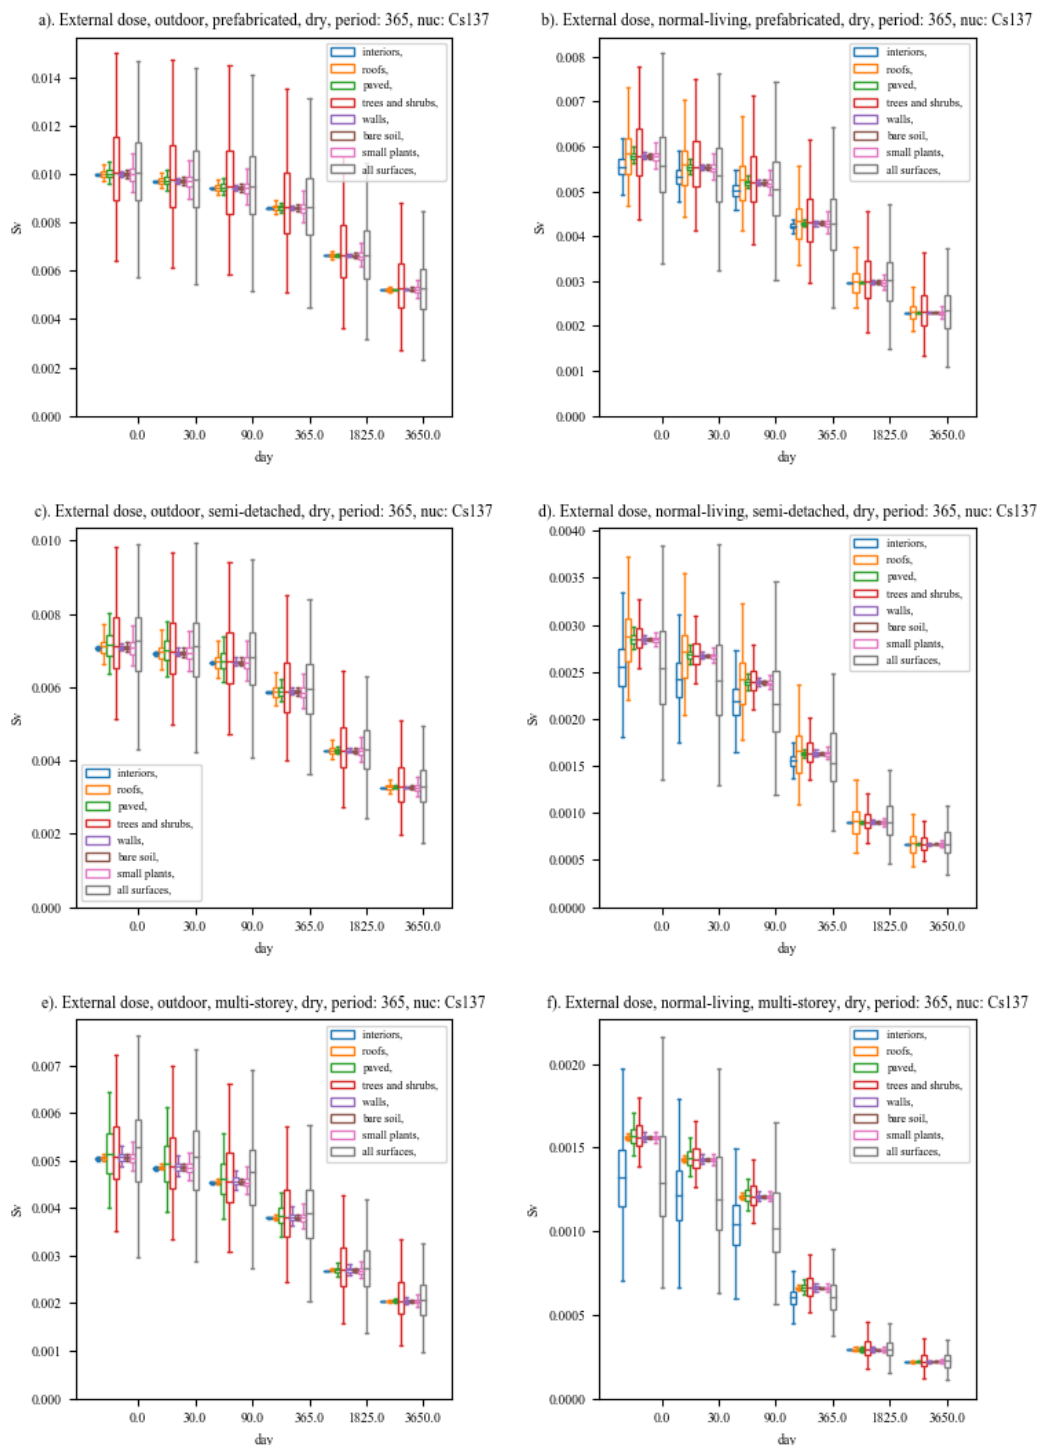 a). External dose, outdoor, prefabricated, dry, period: 365, nuc: Cs137
0.014
0.012
0.010
0.008
0.006
0.004
0.002
0.000
Sv
interiors,
roofs,
paved,
trees and shrubs,
walls,
bare soil,
small plants,
all surfaces,
0.0 30.0 90.0 365.0 1825.0 3650.0
day
b). External dose, normal-living, prefabricated, dry, period: 365, nuc: Cs137
0.008
0.007
0.006
0.005
0.004
0.003
0.002
0.001
0.000
Sv
interiors,
roofs,
paved,
trees and shrubs,
walls,
bare soil,
small plants,
all surfaces,
0.0 30.0 90.0 365.0 1825.0 3650.0
day
c). External dose, outdoor, semi-detached, dry, period: 365, nuc: Cs137
0.010
0.008
0.006
0.004
0.002
0.000
Sv
interiors,
roofs,
paved,
trees and shrubs,
walls,
bare soil,
small plants,
all surfaces,
0.0 30.0 90.0 365.0 1825.0 3650.0
day
d). External dose, normal-living, semi-detached, dry, period: 365, nuc: Cs137
0.0040
0.0035
0.0030
0.0025
0.0020
0.0015
0.0010
0.0005
0.0000
Sv
interiors,
roofs,
paved,
trees and shrubs,
walls,
bare soil,
small plants,
all surfaces,
0.0 30.0 90.0 365.0 1825.0 3650.0
day
e). External dose, outdoor, multi-storey, dry, period: 365, nuc: Cs137
0.007
0.006
0.005
0.004
0.003
0.002
0.001
0.000
Sv
interiors,
roofs,
paved,
trees and shrubs,
walls,
bare soil,
small plants,
all surfaces,
0.0 30.0 90.0 365.0 1825.0 3650.0
day
f). External dose, normal-living, multi-storey, dry, period: 365, nuc: Cs137
0.0020
0.0015
0.0010
0.0005
0.0000
Sv
interiors,
roofs,
paved,
trees and shrubs,
walls,
bare soil,
small plants,
all surfaces,
0.0 30.0 90.0 365.0 1825.0 3650.0
day